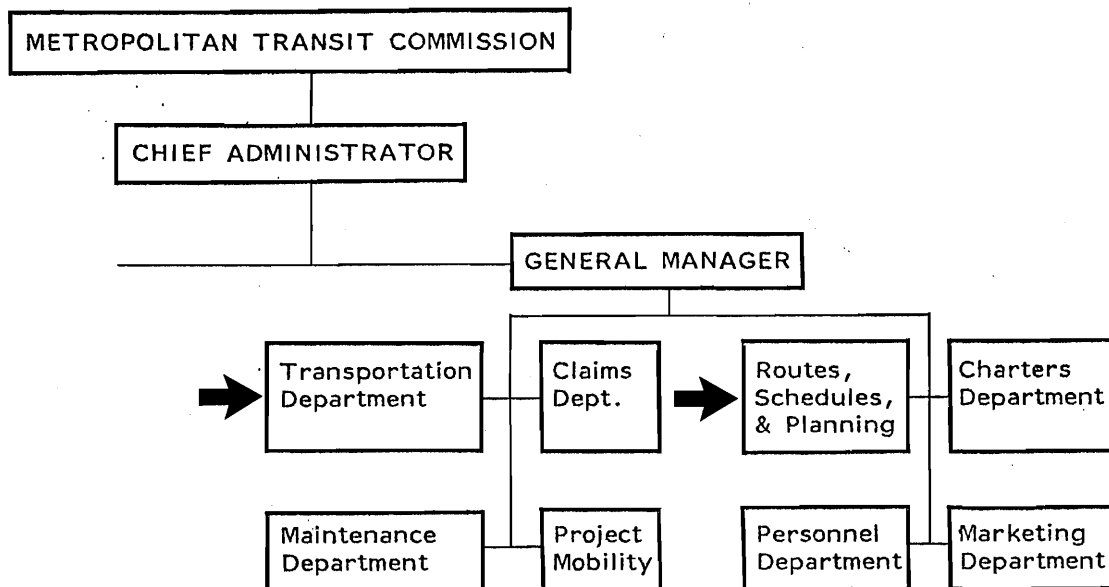 METROPOLITAN TRANSIT COMMISSION
CHIEF ADMINISTRATOR
GENERAL MANAGER
Transportation
Department
Claims
Dept.
Routes,
Schedules,
& Planning
Charters
Department
Maintenance
Department
Project
Mobility
Personnel
Department
Marketing
Department